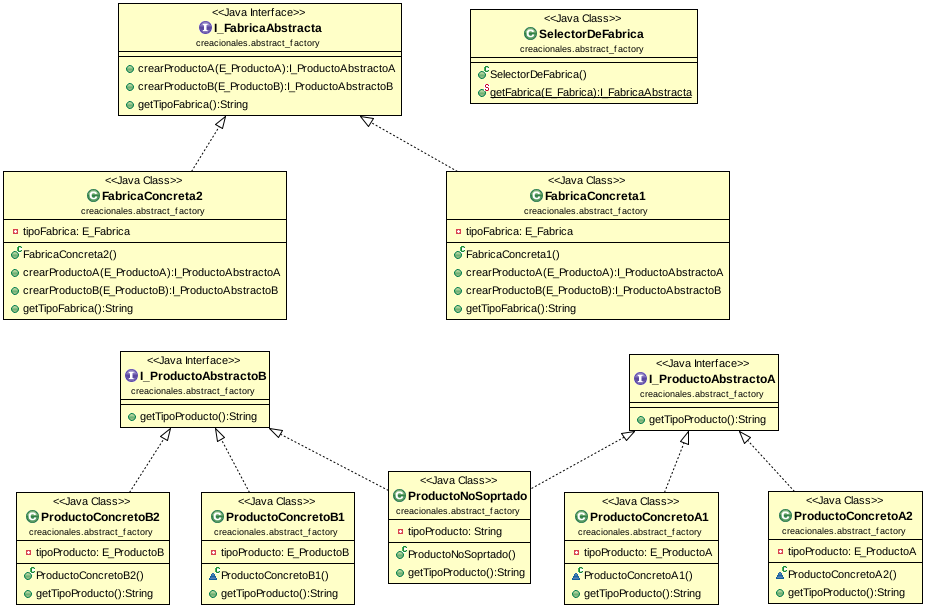 <<Java Interface>>
I_FabricaAbstracta
creacionales.abstract_factory
crearProductoA(E_ProductoA):I_ProductoAbstractoA
crearProductoB(E_ProductoB):I_ProductoAbstractoB
getTipoFabrica():String
<<Java Class>>
SelectorDeFabrica
creacionales.abstract_factory
SelectorDeFabrica()
getFabrica(E_Fabrica):I_FabricaAbstracta
<<Java Class>>
FabricaConcreta2
creacionales.abstract_factory
tipoFabrica: E_Fabrica
FabricaConcreta2()
crearProductoA(E_ProductoA):I_ProductoAbstractoA
crearProductoB(E_ProductoB):I_ProductoAbstractoB
getTipoFabrica():String
<<Java Class>>
FabricaConcreta1
creacionales.abstract_factory
tipoFabrica: E_Fabrica
FabricaConcreta1()
crearProductoA(E_ProductoA):I_ProductoAbstractoA
crearProductoB(E_ProductoB):I_ProductoAbstractoB
getTipoFabrica():String
<<Java Interface>>
I_ProductoAbstractoB
creacionales.abstract_factory
getTipoProducto():String
<<Java Interface>>
I_ProductoAbstractoA
creacionales.abstract_factory
getTipoProducto():String
<<Java Class>>
ProductoConcretoB2
creacionales.abstract_factory
tipoProducto: E_ProductoB
ProductoConcretoB2()
getTipoProducto():String
<<Java Class>>
ProductoConcretoB1
creacionales.abstract_factory
tipoProducto: E_ProductoB
ProductoConcretoB1()
getTipoProducto():String
<<Java Class>>
ProductoNoSoprtado
creacionales.abstract_factory
tipoProducto: String
ProductoNoSoprtado()
getTipoProducto():String
<<Java Class>>
ProductoConcretoA1
creacionales.abstract_factory
tipoProducto: E_ProductoA
ProductoConcretoA1()
getTipoProducto():String
<<Java Class>>
ProductoConcretoA2
creacionales.abstract_factory
tipoProducto: E_ProductoA
ProductoConcretoA2()
getTipoProducto():String